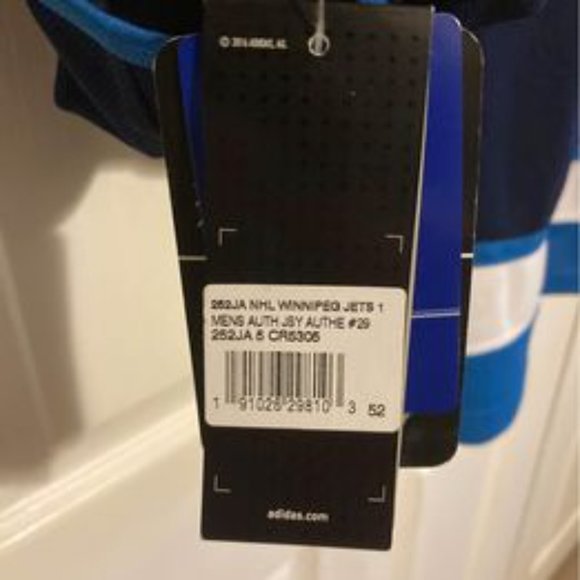 © 2016 ADIDAS, AG.
252JA NHL WINNIPEG JETS 1
MENS AUTH JSY AUTHE #29
252JA 5 CR5305
1 91026 29810 3 52
adidas.com